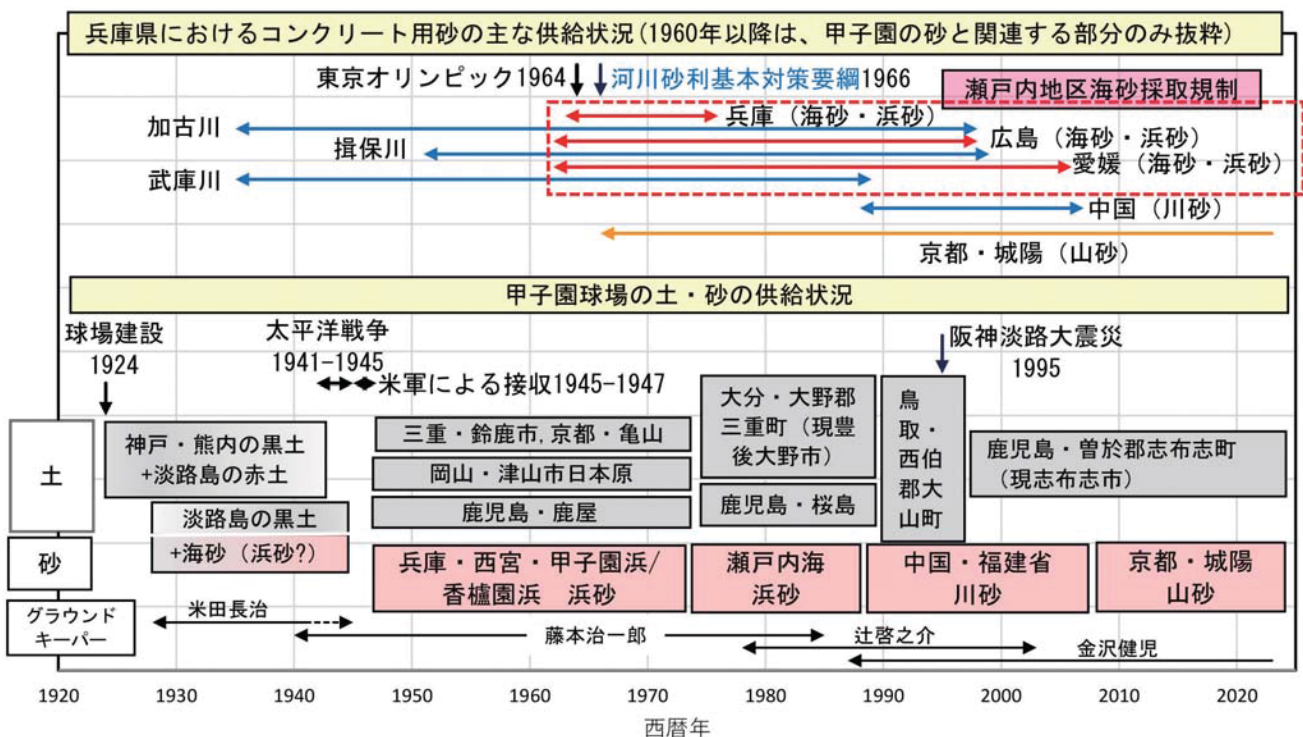 兵庫県におけるコンクリート用砂の主な供給状況(1960年以降は、甲子園の砂と関連する部分のみ抜粋)
東京オリンピック1964
河川砂利基本対策要綱1966
瀬戸内地区海砂採取規制
兵庫(海砂・浜砂)
加古川
広島(海砂・浜砂)
揖保川
愛媛(海砂・浜砂)
武庫川
中国(川砂)
京都・城陽(山砂)
甲子園球場の土・砂の供給状況
球場建設
1924
太平洋戦争
1941-1945
米軍による接収1945-1947
阪神淡路大震災
1995
土
神戸・熊内の黒土
+淡路島の赤土
淡路島の黒土
+海砂(浜砂?)
三重・鈴鹿市,京都・亀山
岡山・津山市日本原
鹿児島・鹿屋
大分・大野郡
三重町(現豊
後大野市)
鹿児島・桜島
鳥
取・
西伯
郡大
山町
鹿児島・曽於郡志布志町
(現志布志市)
砂
兵庫・西宮・甲子園浜/
香櫨園浜 浜砂
瀬戸内海
浜砂
中国・福建省
川砂
京都・城陽
山砂
グラウンド
キーパー
米田長治
藤本治一郎
辻啓之介
金沢健児
1920 1930 1940 1950 1960 1970 1980 1990 2000 2010 2020
西暦年